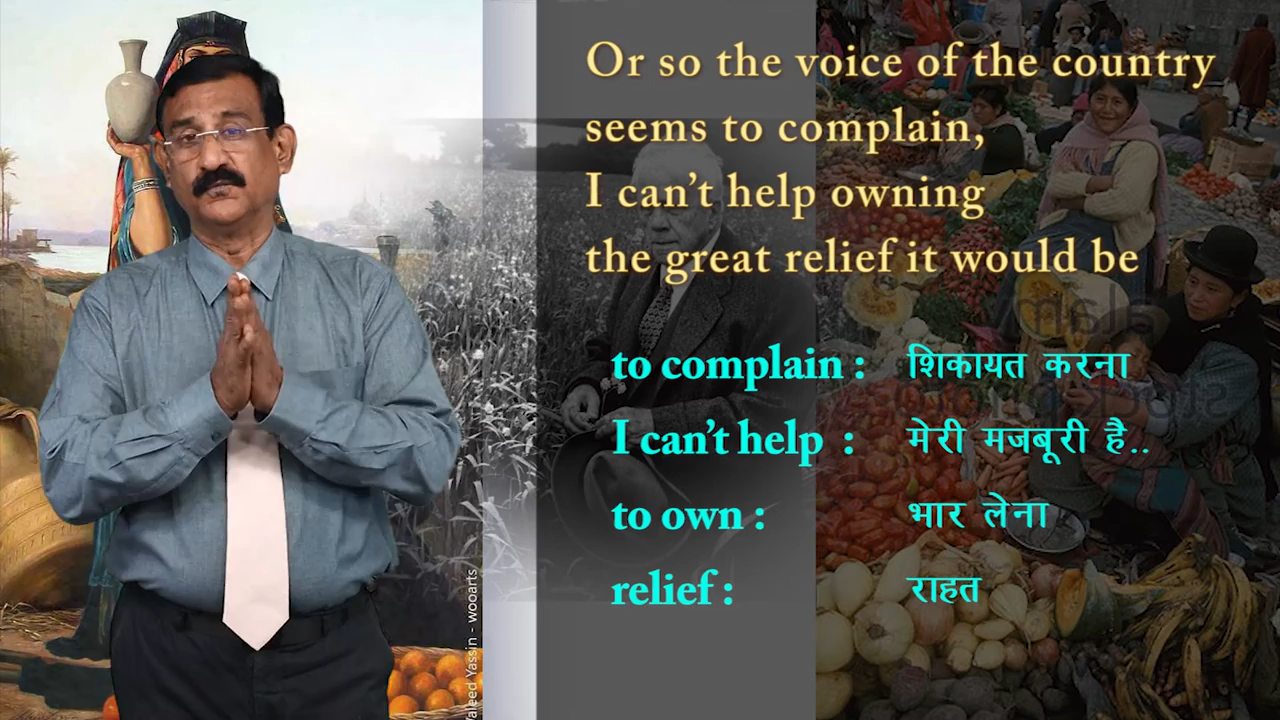 Or so the voice of the country
seems to complain,
I can't help owning
the great relief it would be
to complain : शिकायत करना
I can't help : मेरी मजबूरी है..
to own : भार लेना
relief : राहत
Yassin - wooarts
alamy